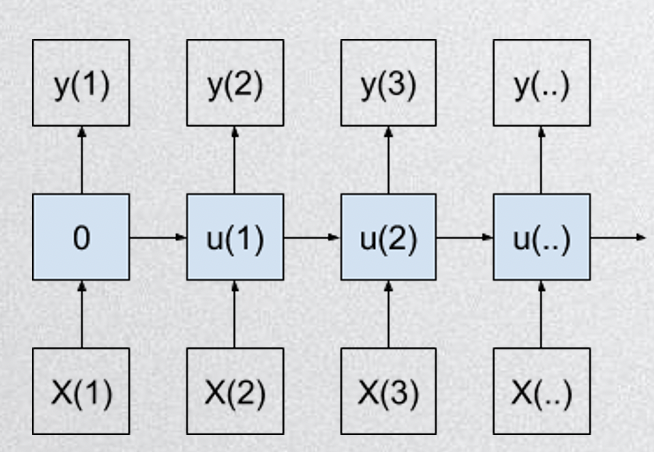 y(1) y(2) y(3) y(..)
0 u(1) u(2) u(..)
X(1) X(2) X(3) X(..)